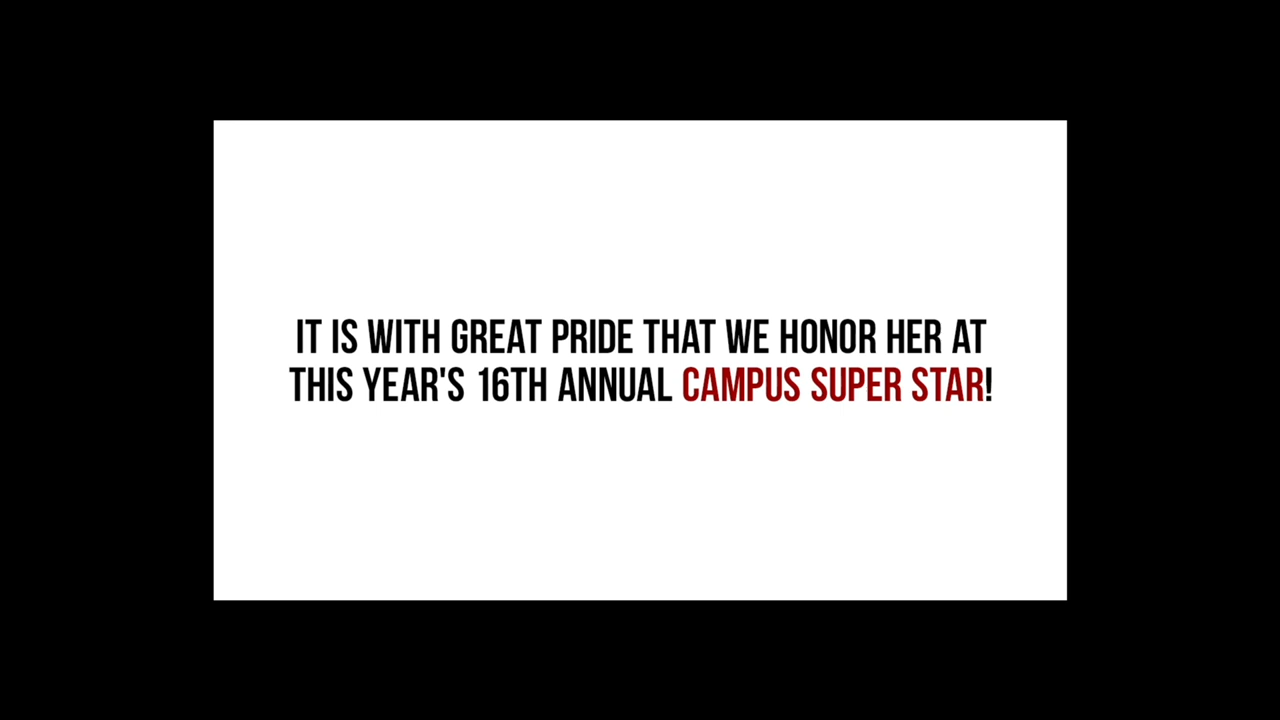 IT IS WITH GREAT PRIDE THAT WE HONOR HER AT
THIS YEAR'S 16TH ANNUAL CAMPUS SUPER STAR!